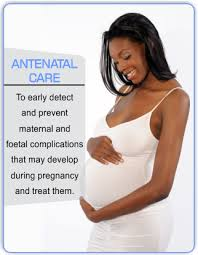 ANTENATAL
CARE
To early detect
and prevent
maternal and
foetal complications
that may develop
during pregnancy
and treat them.